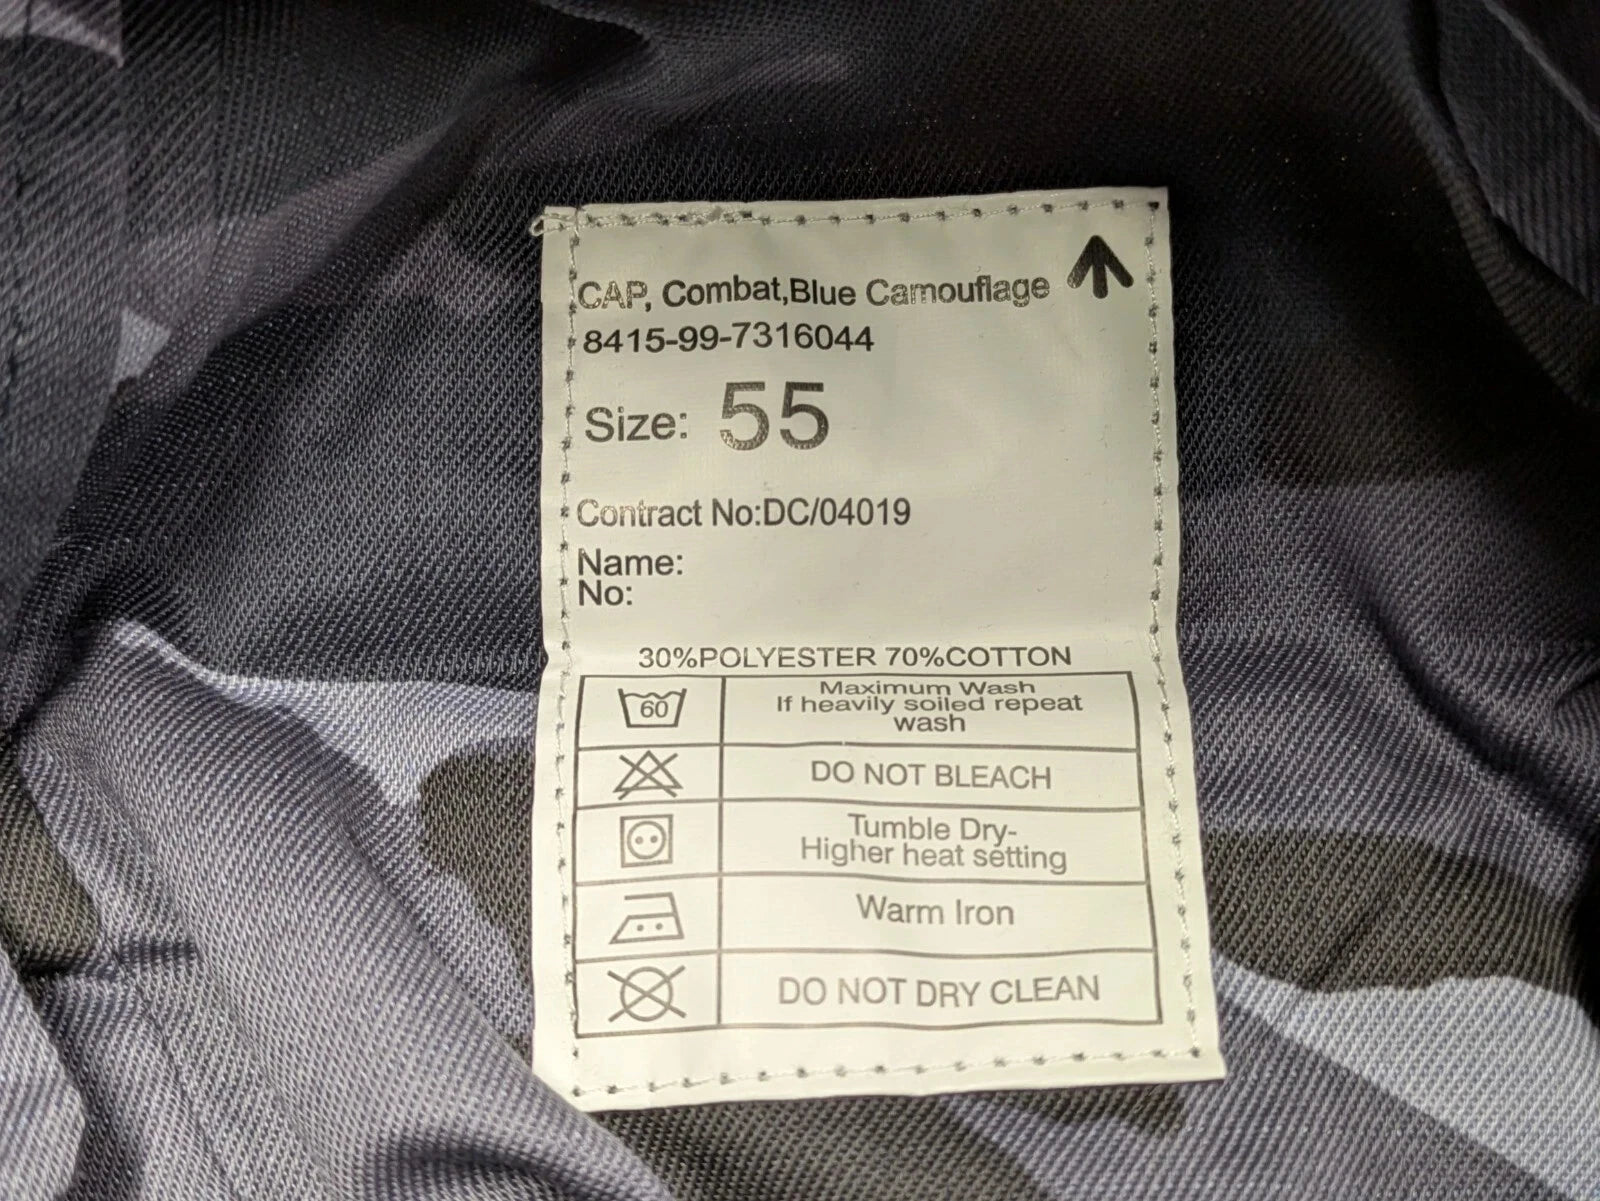 CAP, Combat,Blue Camouflage
8415-99-7316044
Size: 55
Contract No:DC/04019
Name:
No:
30%POLYESTER 70%COTTON
60
Maximum Wash
If heavily soiled repeat
wash
DO NOT BLEACH
Tumble Dry-
Higher heat setting
Warm Iron
DO NOT DRY CLEAN